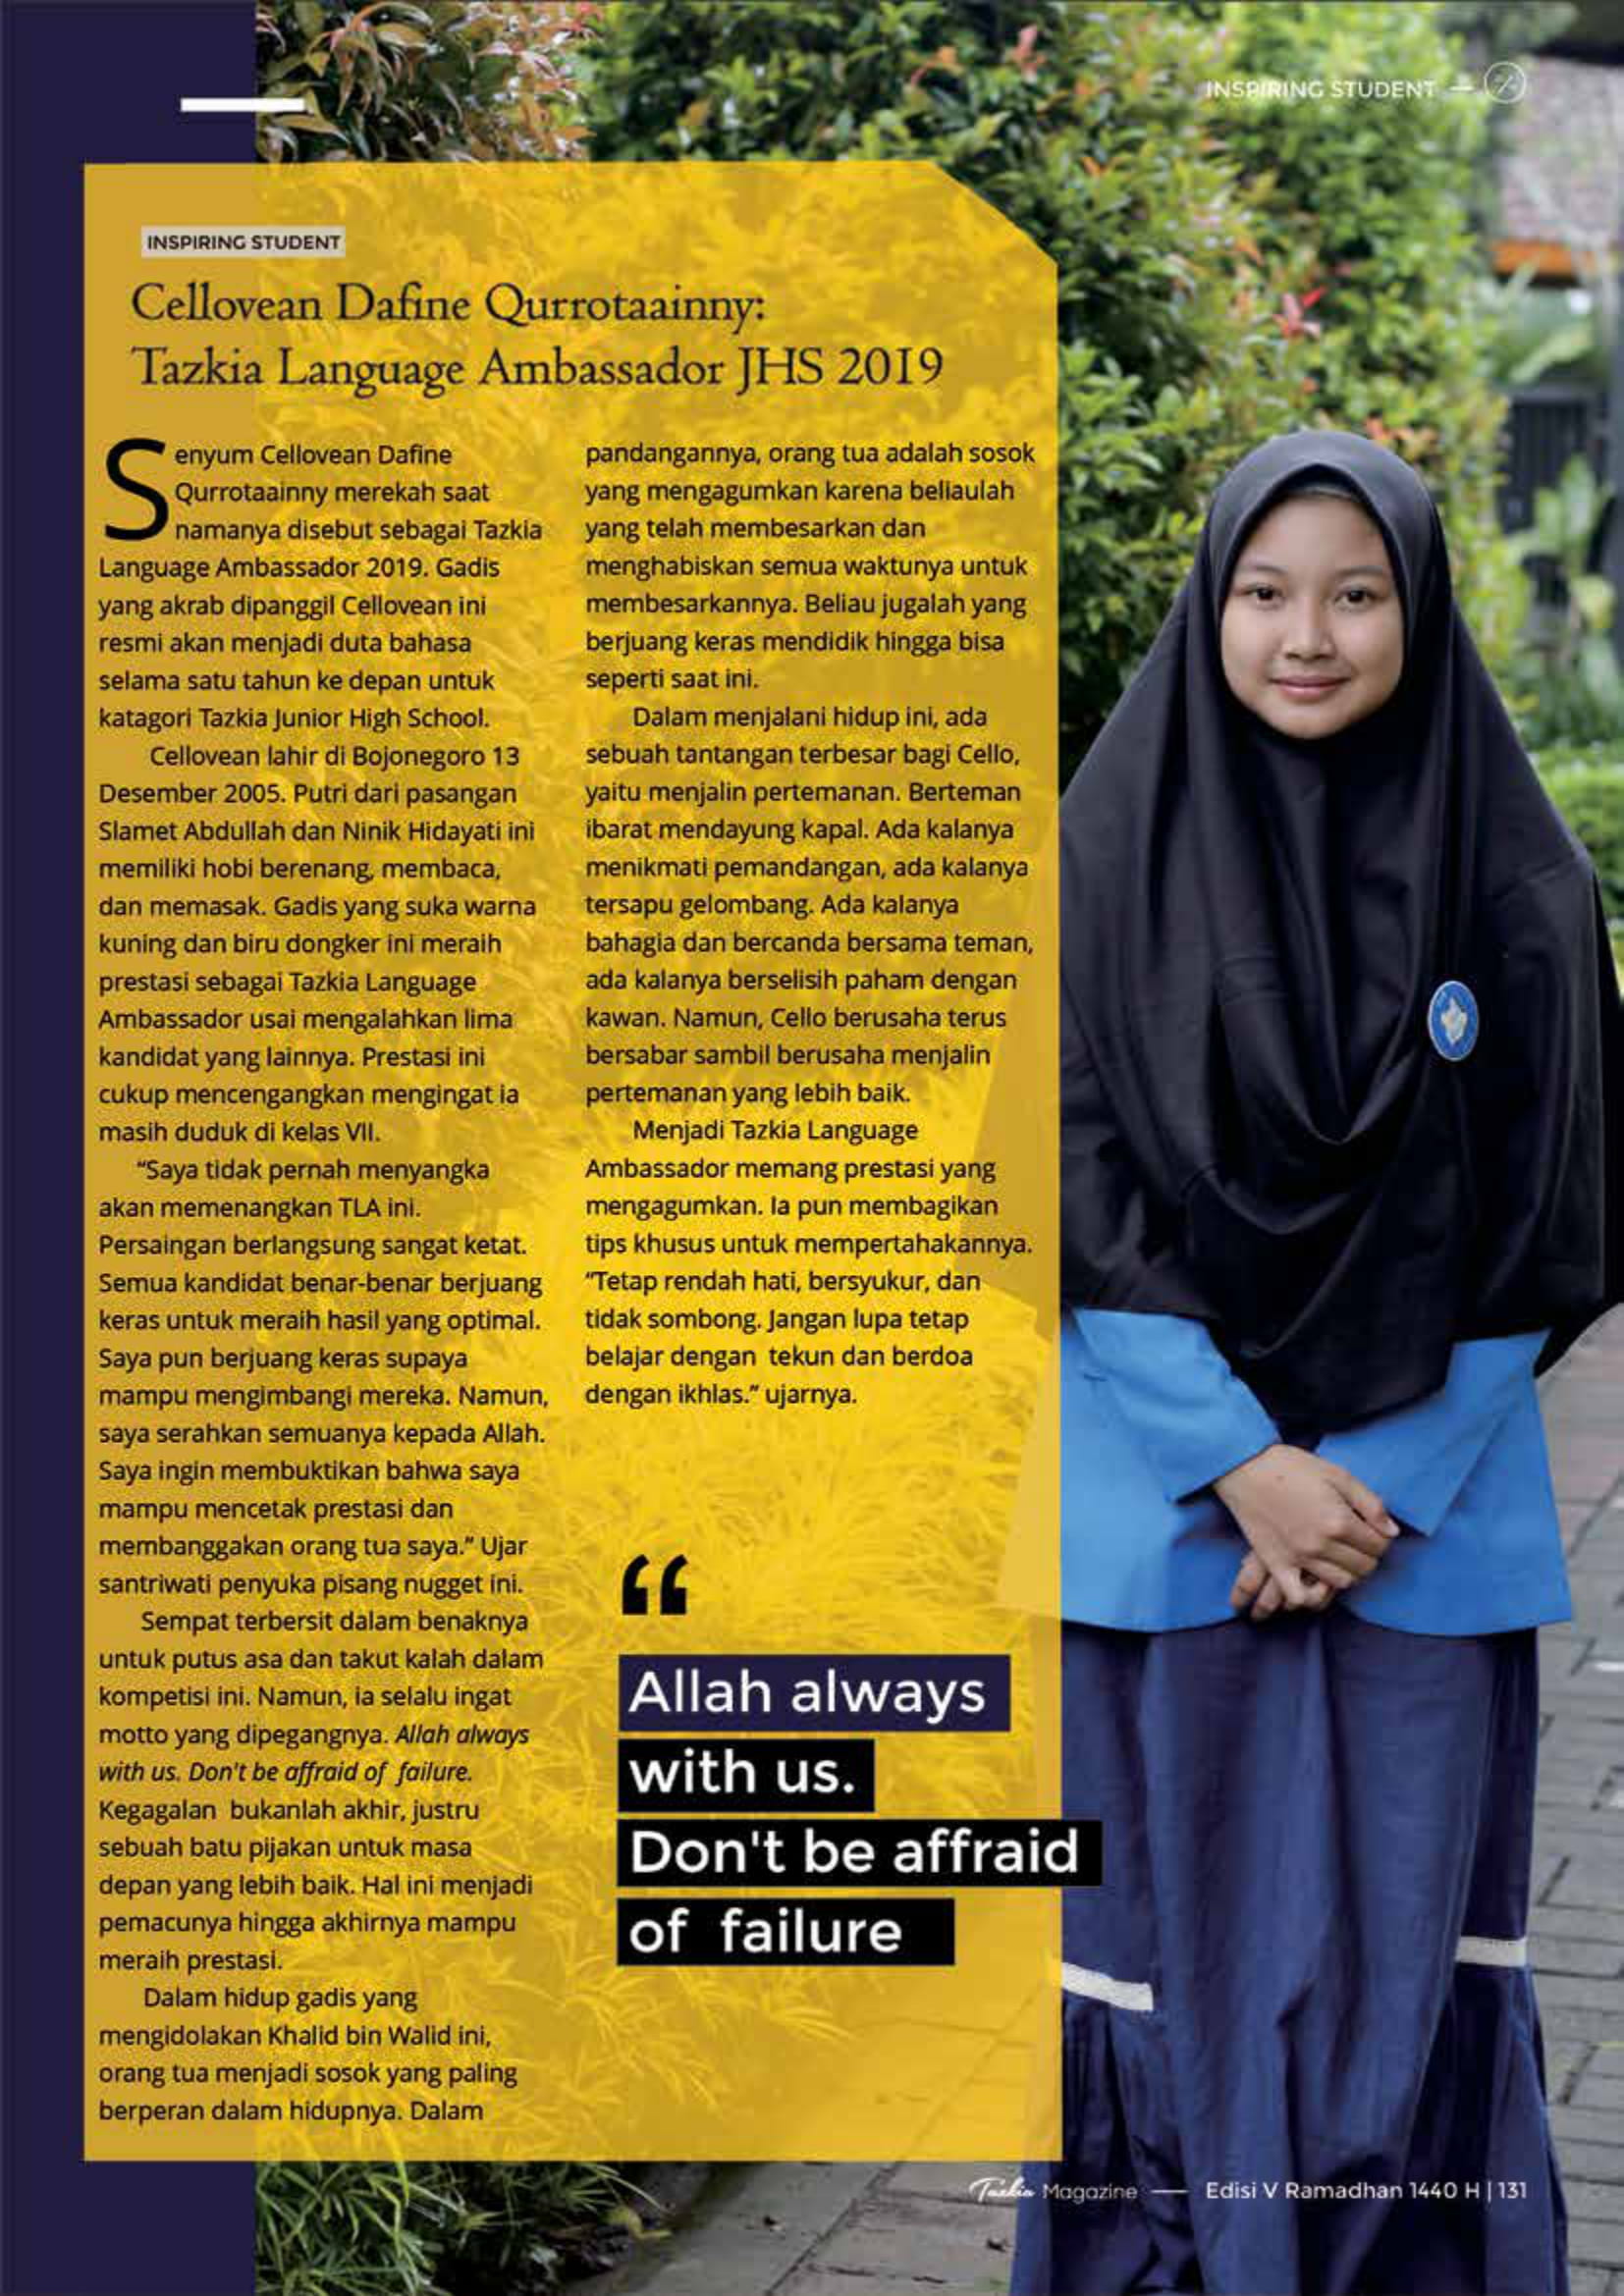 INSPIRING STUDENT
INSPIRING STUDENT
Cellovean Dafine Qurrotaainny:
Tazkia Language Ambassador JHS 2019
Senyum Cellovean Dafine
Qurrotaainny merekah saat
namanya disebut sebagai Tazkia
Language Ambassador 2019. Gadis
yang akrab dipanggil Cellovean ini
resmi akan menjadi duta bahasa
selama satu tahun ke depan untuk
katagori Tazkia Junior High School.
Cellovean lahir di Bojonegoro 13
Desember 2005. Putri dari pasangan
Slamet Abdullah dan Ninik Hidayati ini
memiliki hobi berenang, membaca,
dan memasak. Gadis yang suka warna
kuning dan biru dongker ini meraih
prestasi sebagai Tazkia Language
Ambassador usai mengalahkan lima
kandidat yang lainnya. Prestasi ini
cukup mencengangkan mengingat ia
masih duduk di kelas VII.
“Saya tidak pernah menyangka
akan memenangkan TLA ini.
Persaingan berlangsung sangat ketat.
Semua kandidat benar-benar berjuang
keras untuk meraih hasil yang optimal.
Saya pun berjuang keras supaya
mampu mengimbangi mereka. Namun,
saya serahkan semuanya kepada Allah.
Saya ingin membuktikan bahwa saya
mampu mencetak prestasi dan
membanggakan orang tua saya.” Ujar
santriwati penyuka pisang nugget ini.
Sempat terbersit dalam benaknya
untuk putus asa dan takut kalah dalam
kompetisi ini. Namun, ia selalu ingat
motto yang dipegangnya. Allah always
with us. Don't be affraid of failure.
Kegagalan bukanlah akhir, justru
sebuah batu pijakan untuk masa
depan yang lebih baik. Hal ini menjadi
pemacunya hingga akhirnya mampu
meraih prestasi.
Dalam hidup gadis yang
mengidolakan Khalid bin Walid ini,
orang tua menjadi sosok yang paling
berperan dalam hidupnya. Dalam
pandangannya, orang tua adalah sosok
yang mengagumkan karena beliaulah
yang telah membesarkan dan
menghabiskan semua waktunya untuk
membesarkannya. Beliau jugalah yang
berjuang keras mendidik hingga bisa
seperti saat ini.
Dalam menjalani hidup ini, ada
sebuah tantangan terbesar bagi Cello,
yaitu menjalin pertemanan. Berteman
ibarat mendayung kapal. Ada kalanya
menikmati pemandangan, ada kalanya
tersapu gelombang. Ada kalanya
bahagia dan bercanda bersama teman,
ada kalanya berselisih paham dengan
kawan. Namun, Cello berusaha terus
bersabar sambil berusaha menjalin
pertemanan yang lebih baik.
Menjadi Tazkia Language
Ambassador memang prestasi yang
mengagumkan. Ia pun membagikan
tips khusus untuk mempertahakannya.
“Tetap rendah hati, bersyukur, dan
tidak sombong. Jangan lupa tetap
belajar dengan tekun dan berdoa
dengan ikhlas.” ujarnya.
“
Allah always
with us.
Don't be affraid
of failure
Tazkia Magazine — Edisi V Ramadhan 1440 H | 131